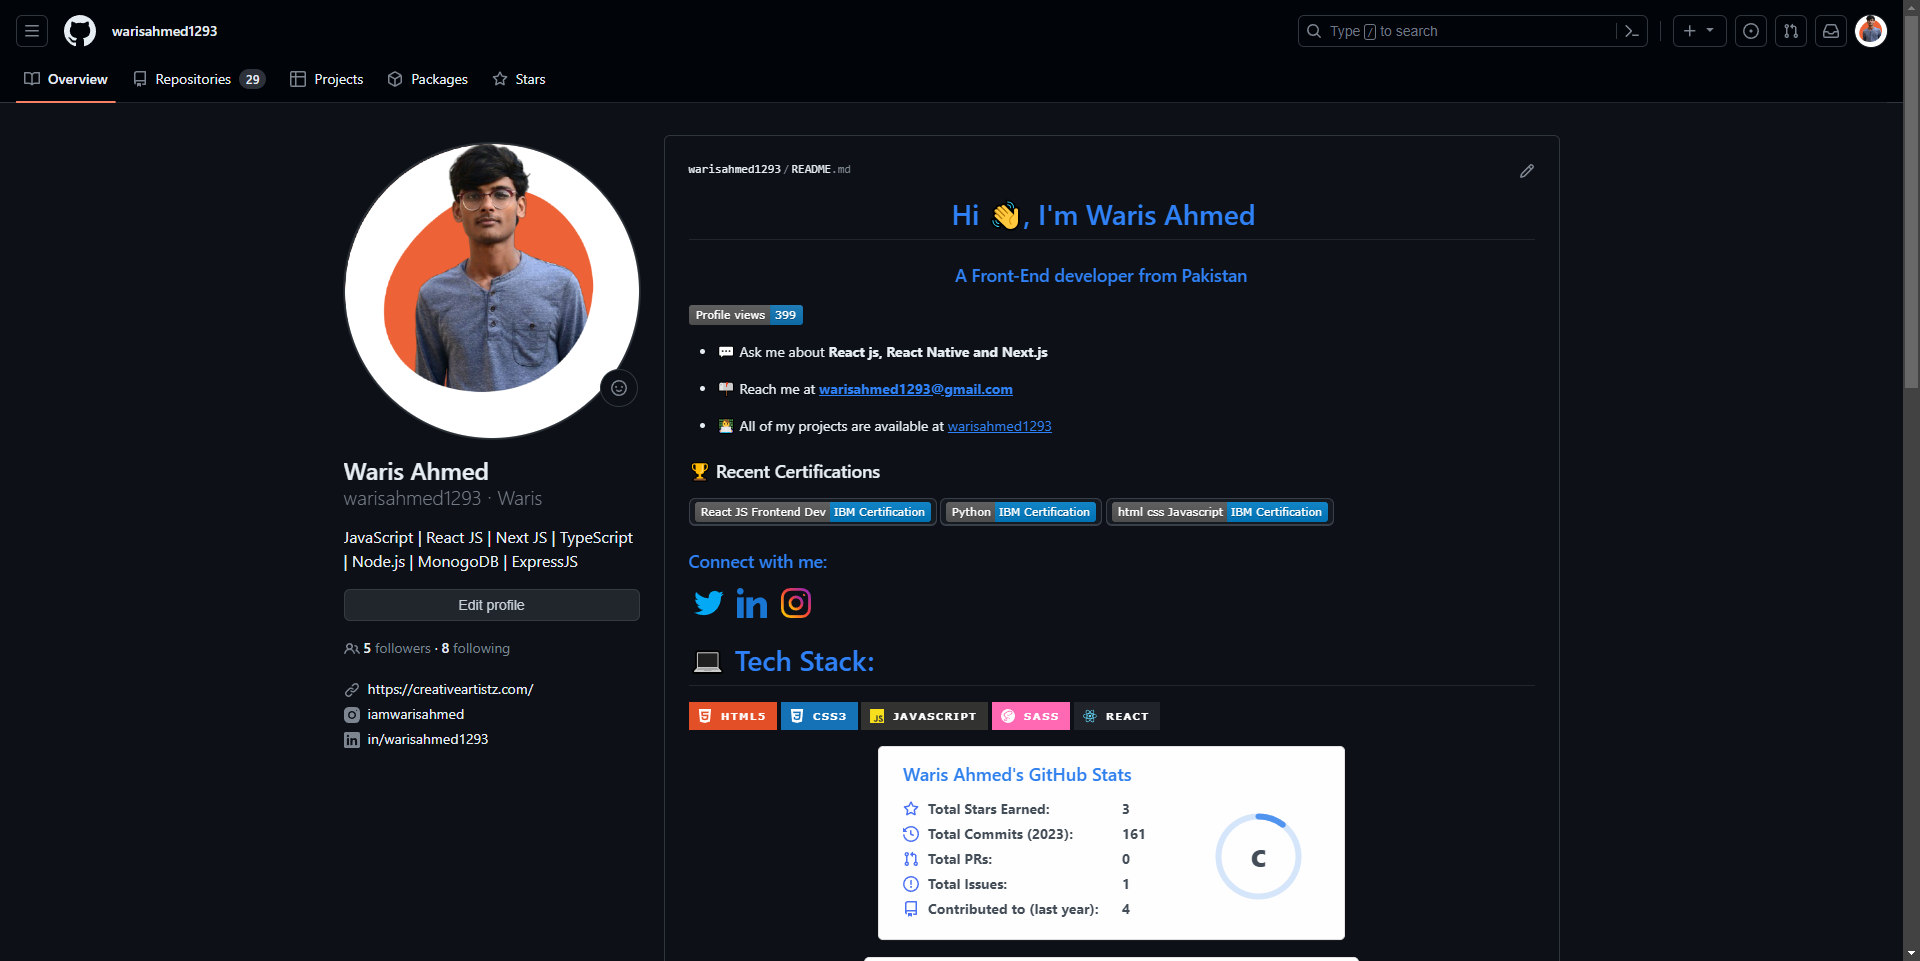 warisahmed1293
Type / to search
Overview
Repositories 29
Projects
Packages
Stars
Waris Ahmed
warisahmed1293 · Waris
JavaScript | React JS | Next JS | TypeScript
| Node.js | MonogoDB | ExpressJS
Edit profile
5 followers · 8 following
https://creativeartistz.com/
iamwarisahmed
in/warisahmed1293
warisahmed1293/README.md
Hi 👋, I'm Waris Ahmed
A Front-End developer from Pakistan
Profile views 399
• 💬 Ask me about React js, React Native and Next.js
• 📫 Reach me at warisahmed1293@gmail.com
• 👨‍💻 All of my projects are available at warisahmed1293
🏆 Recent Certifications
React JS Frontend Dev IBM Certification
Python IBM Certification
html css Javascript IBM Certification
Connect with me:
💻 Tech Stack:
HTML5
CSS3
JS JAVASCRIPT
SASS
REACT
Waris Ahmed's GitHub Stats
Total Stars Earned: 3
Total Commits (2023): 161
Total PRs: 0
Total Issues: 1
Contributed to (last year): 4
C